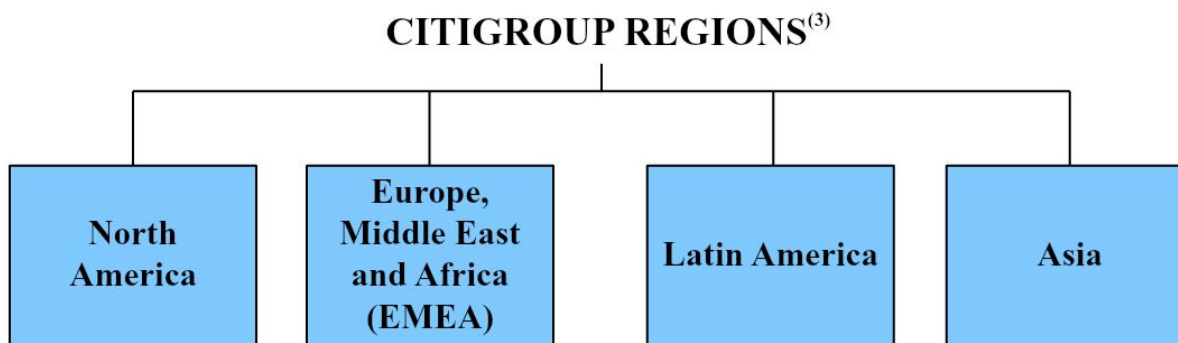 CITIGROUP REGIONS(3)
North
America
Europe,
Middle East
and Africa
(EMEA)
Latin America
Asia